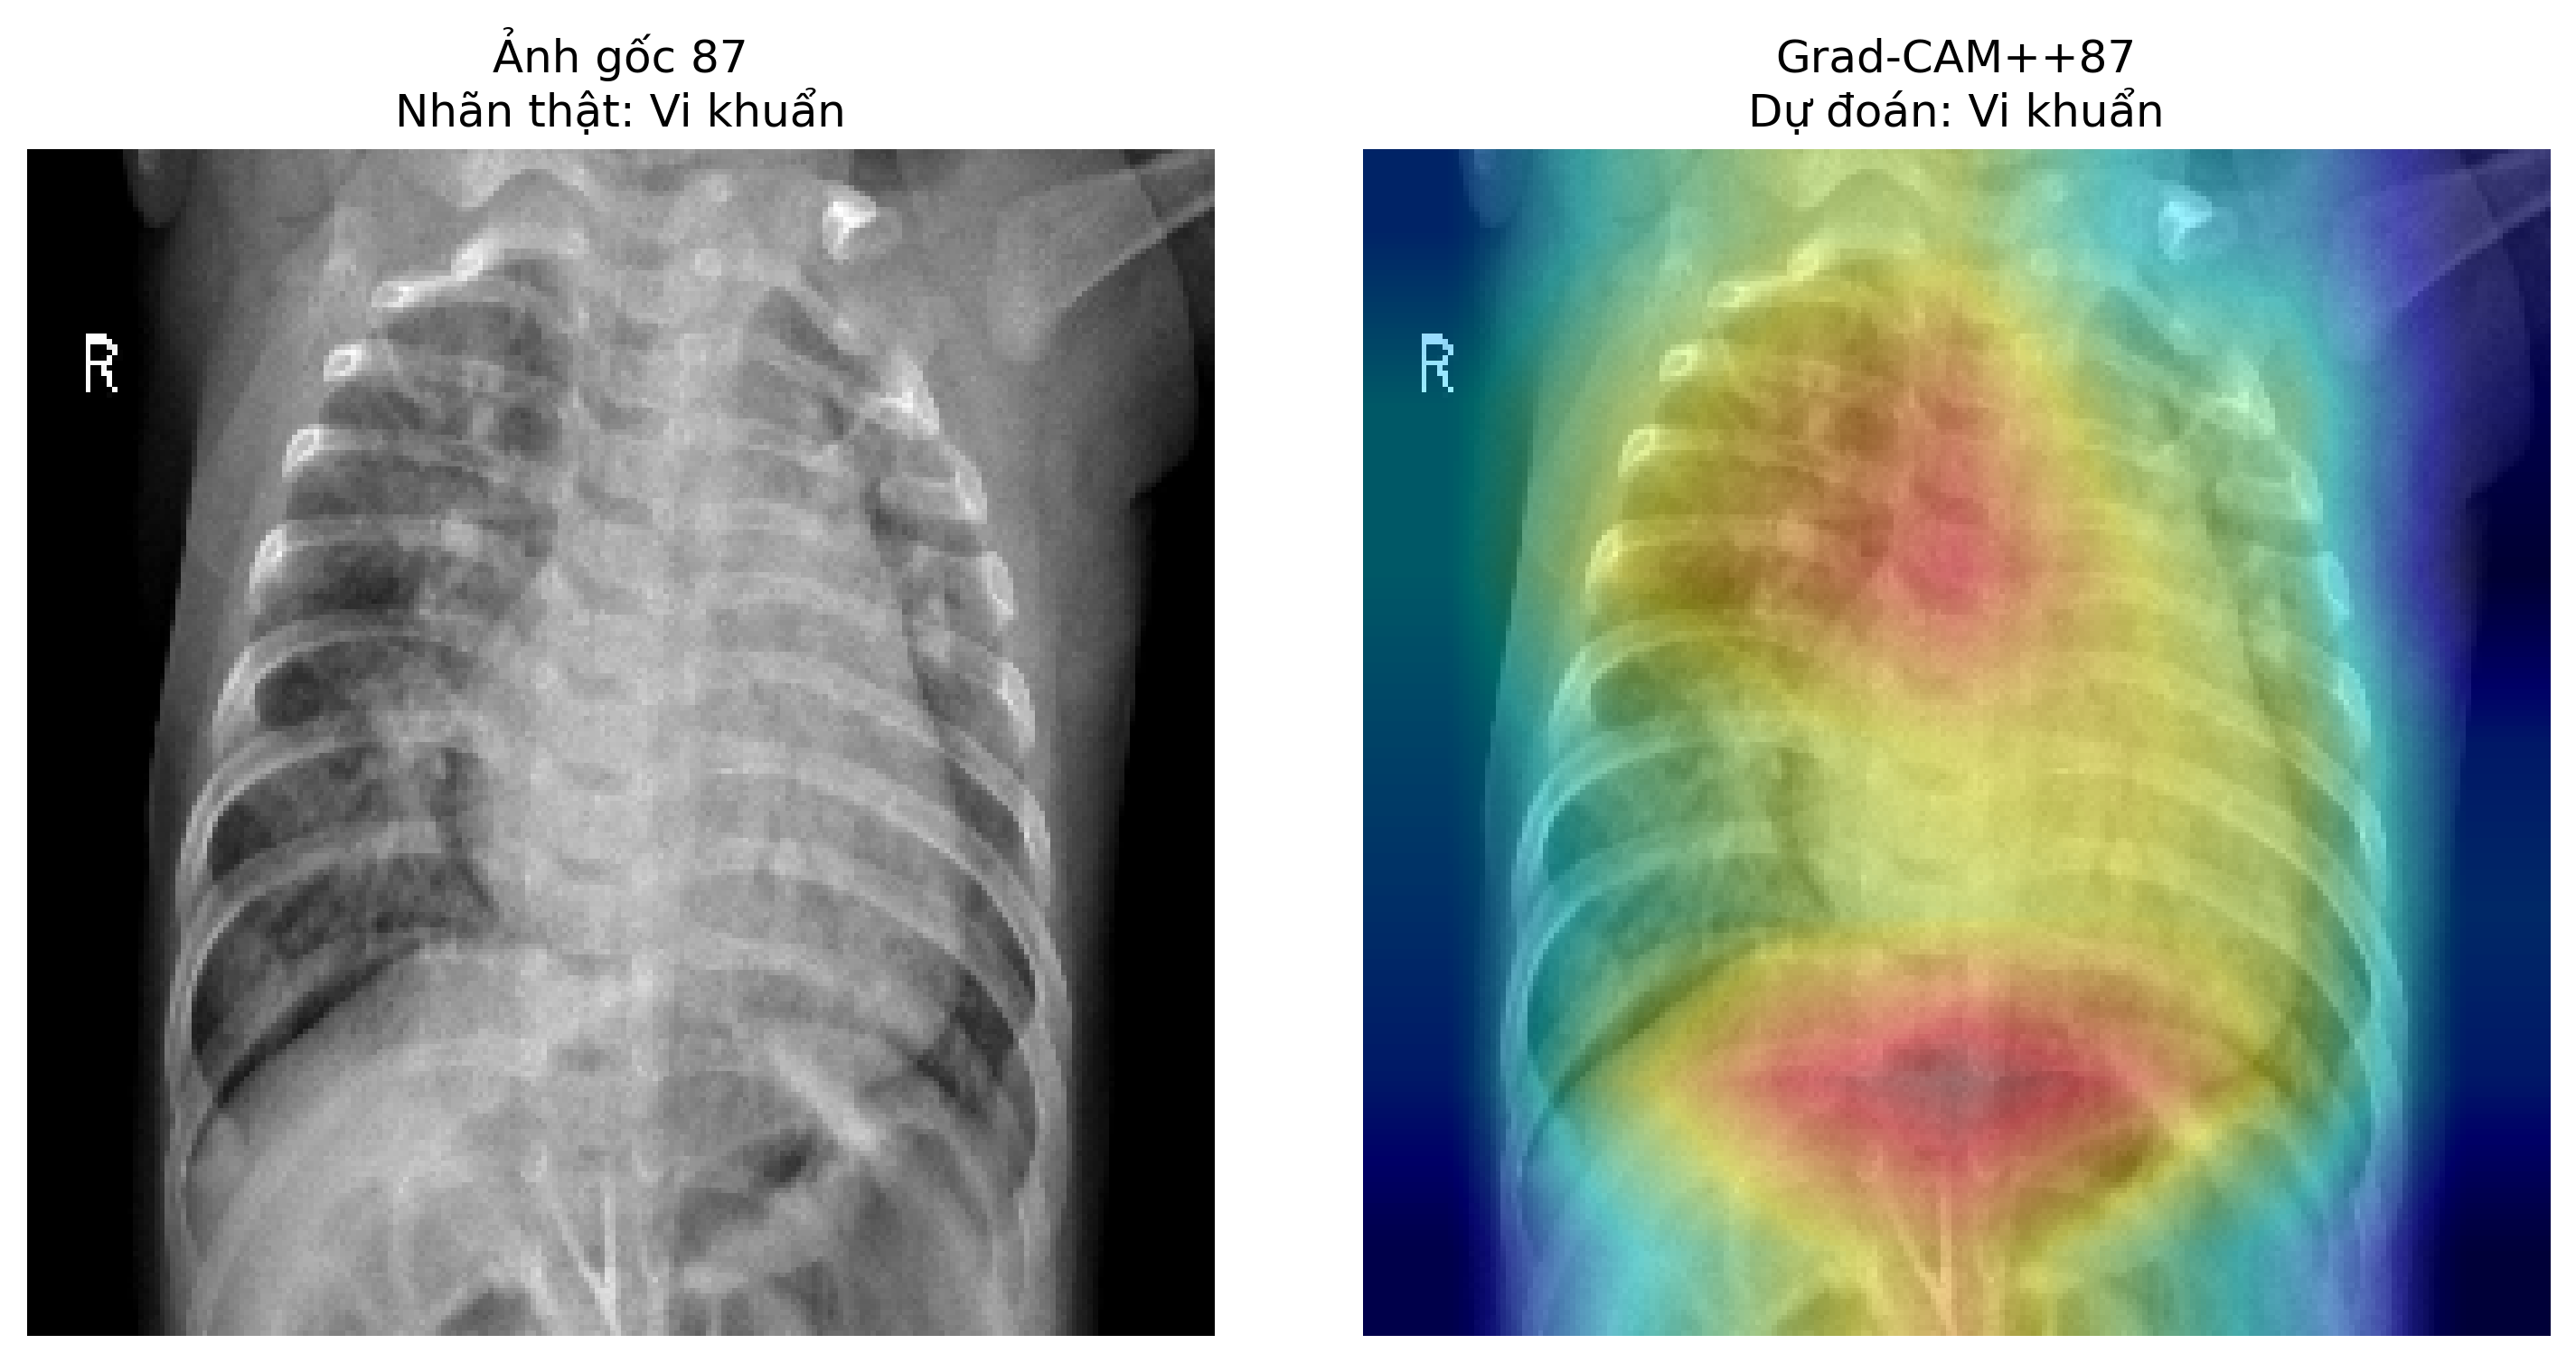 Ảnh gốc 87
Nhãn thật: Vi khuẩn
Grad-CAM++87
Dự đoán: Vi khuẩn
R
R